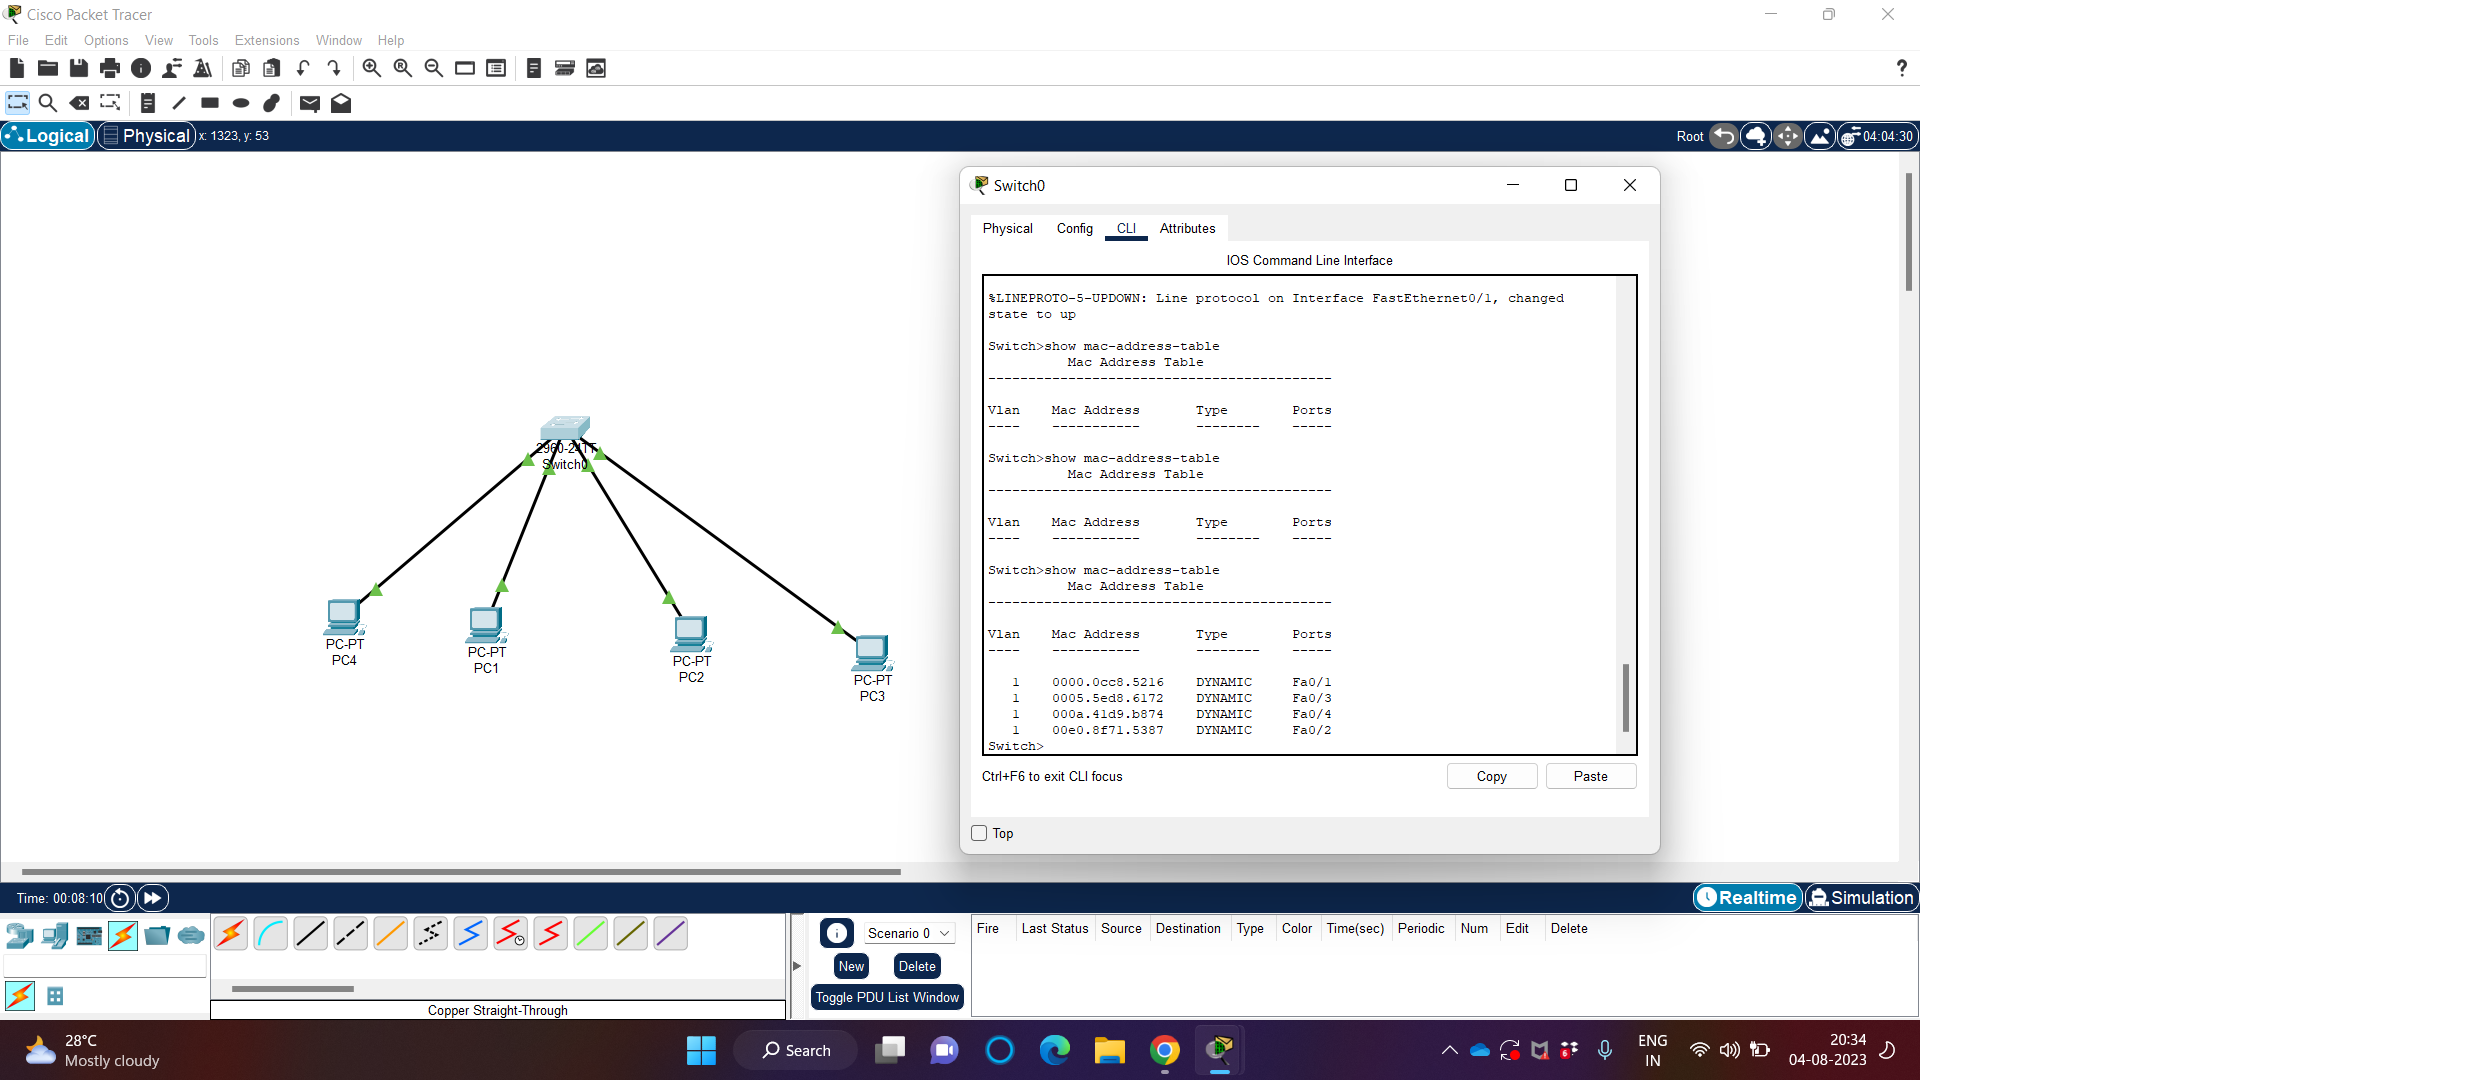 Cisco Packet Tracer
File Edit Options View Tools Extensions Window Help
?
Logical Physical x: 1323, y: 53
Root 04:04:30
Switch0
Physical Config CLI Attributes
IOS Command Line Interface
%LINEPROTO-5-UPDOWN: Line protocol on Interface FastEthernet0/1, changed
state to up
Switch>show mac-address-table
Mac Address Table
-------------------------------------------
Vlan Mac Address Type Ports
---- ----------- -------- -----
Switch>show mac-address-table
Mac Address Table
-------------------------------------------
Vlan Mac Address Type Ports
---- ----------- -------- -----
Switch>show mac-address-table
Mac Address Table
-------------------------------------------
Vlan Mac Address Type Ports
---- ----------- -------- -----
1 0000.0cc8.5216 DYNAMIC Fa0/1
1 0005.5ed8.6172 DYNAMIC Fa0/3
1 000a.41d9.b874 DYNAMIC Fa0/4
1 00e0.8f71.5387 DYNAMIC Fa0/2
Switch>
Ctrl+F6 to exit CLI focus
Copy Paste
Top
2960-24TT
Switch0
PC-PT
PC4
PC-PT
PC1
PC-PT
PC2
PC-PT
PC3
Time: 00:08:10
Realtime Simulation
Scenario 0
New Delete
Toggle PDU List Window
Fire Last Status Source Destination Type Color Time(sec) Periodic Num Edit Delete
Copper Straight-Through
28°C
Mostly cloudy
Search
ENG
IN
20:34
04-08-2023